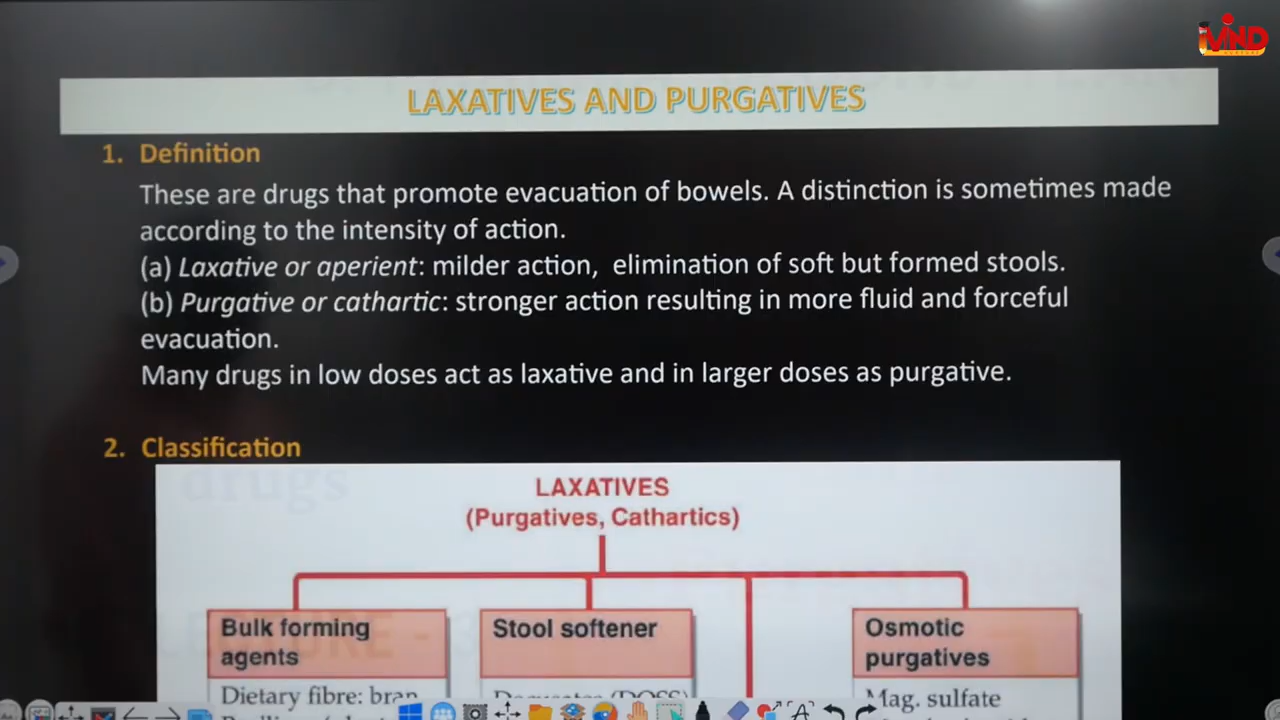 iMIND
LAXATIVES AND PURGATIVES
1. Definition
These are drugs that promote evacuation of bowels. A distinction is sometimes made
according to the intensity of action.
(a) Laxative or aperient: milder action, elimination of soft but formed stools.
(b) Purgative or cathartic: stronger action resulting in more fluid and forceful
evacuation.
Many drugs in low doses act as laxative and in larger doses as purgative.
2. Classification
drugs
LAXATIVES
(Purgatives, Cathartics)
Bulk forming
agents
Stool softener
Osmotic
purgatives
Dietary fibre: bran
Docusates (DOSS)
Mag. sulfate